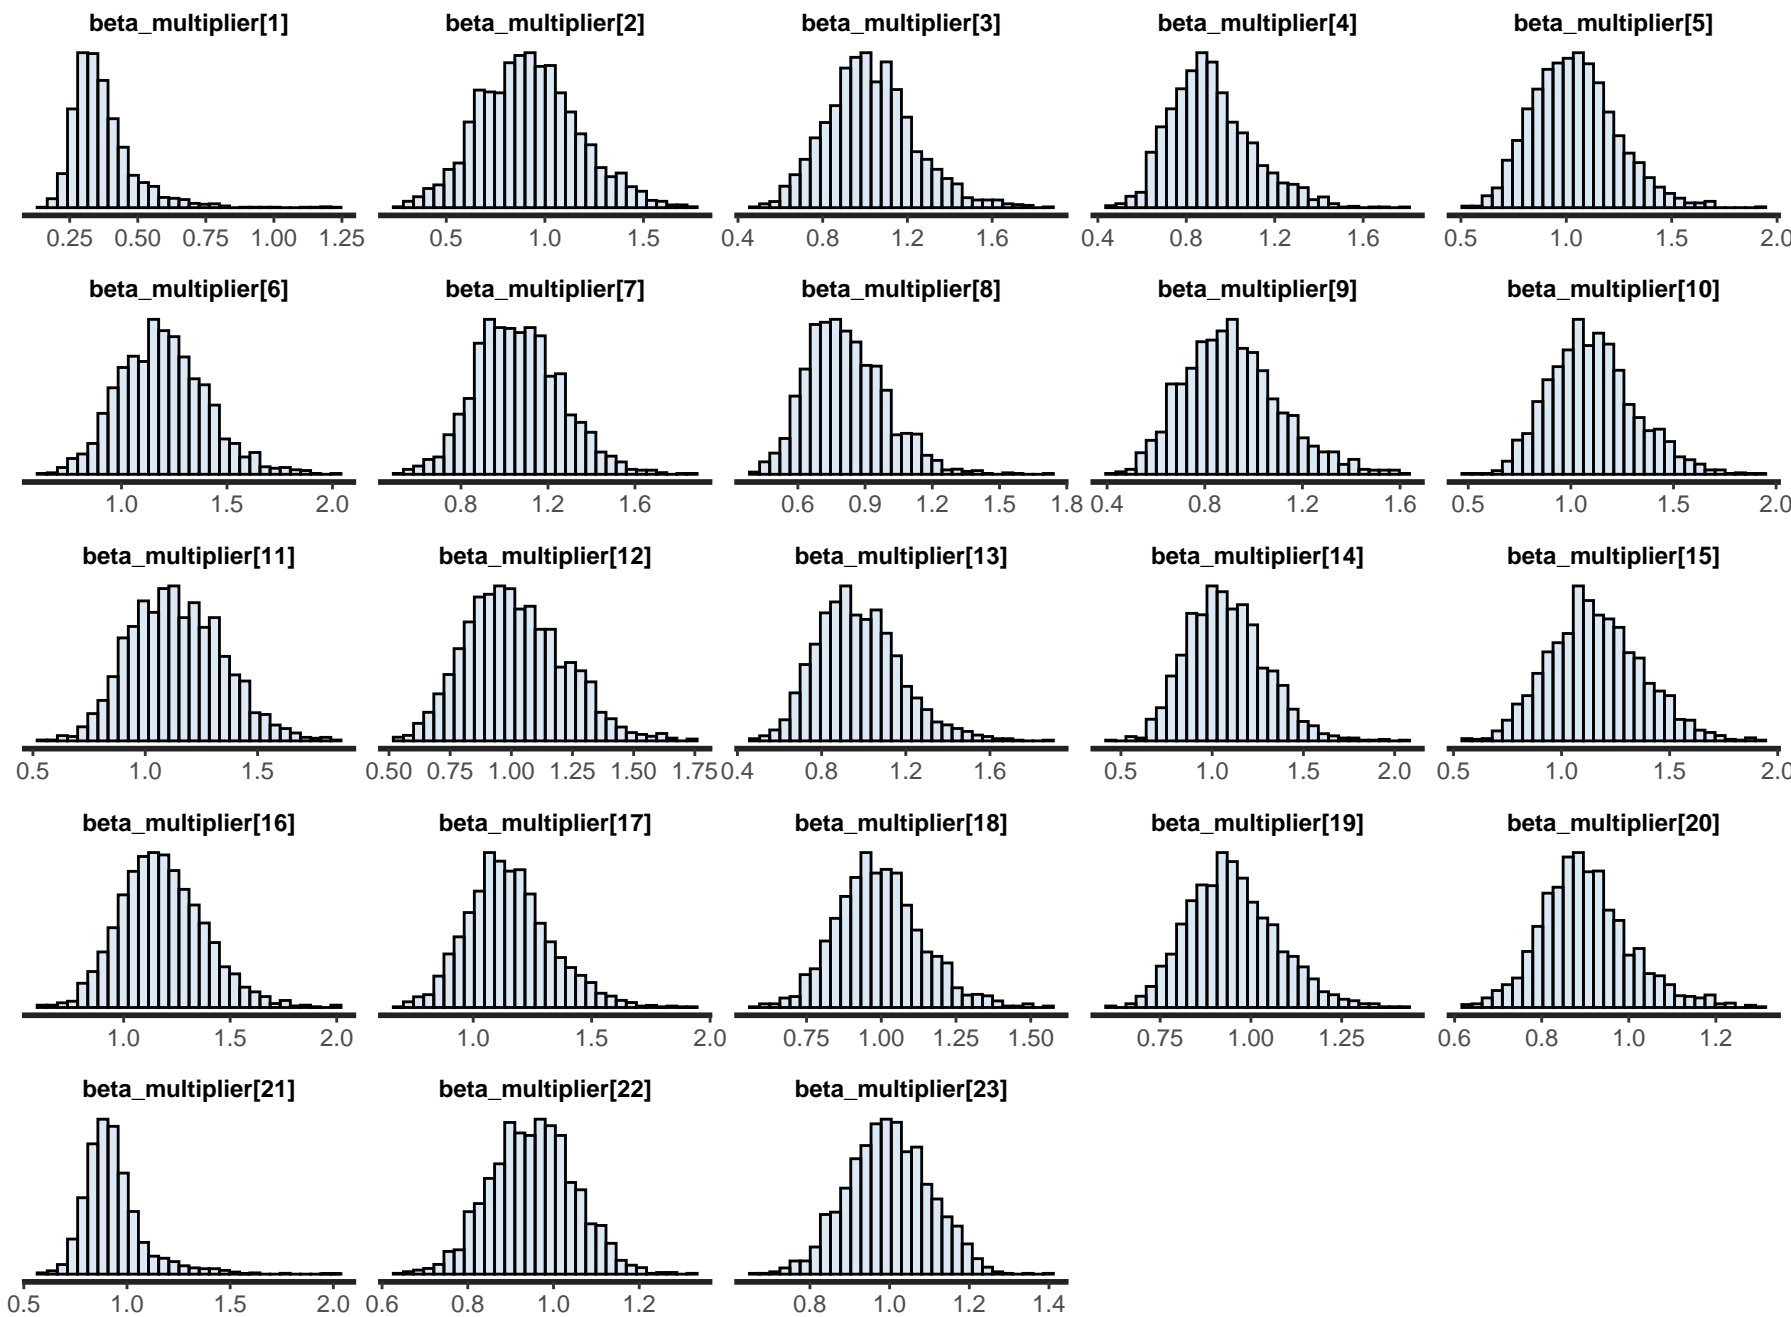 beta_multiplier[1] beta_multiplier[2] beta_multiplier[3] beta_multiplier[4] beta_multiplier[5]
0.25 0.50 0.75 1.00 1.25 0.5 1.0 1.5 0.4 0.8 1.2 1.6 0.4 0.8 1.2 1.6 0.5 1.0 1.5 2.0
beta_multiplier[6] beta_multiplier[7] beta_multiplier[8] beta_multiplier[9] beta_multiplier[10]
1.0 1.5 2.0 0.8 1.2 1.6 0.6 0.9 1.2 1.5 1.8 0.4 0.8 1.2 1.6 0.5 1.0 1.5 2.0
beta_multiplier[11] beta_multiplier[12] beta_multiplier[13] beta_multiplier[14] beta_multiplier[15]
0.5 1.0 1.5 0.50 0.75 1.00 1.25 1.50 1.75 0.4 0.8 1.2 1.6 0.5 1.0 1.5 2.0 0.5 1.0 1.5 2.0
beta_multiplier[16] beta_multiplier[17] beta_multiplier[18] beta_multiplier[19] beta_multiplier[20]
1.0 1.5 2.0 1.0 1.5 2.0 0.75 1.00 1.25 1.50 0.75 1.00 1.25 0.6 0.8 1.0 1.2
beta_multiplier[21] beta_multiplier[22] beta_multiplier[23]
0.5 1.0 1.5 2.0 0.6 0.8 1.0 1.2 0.8 1.0 1.2 1.4